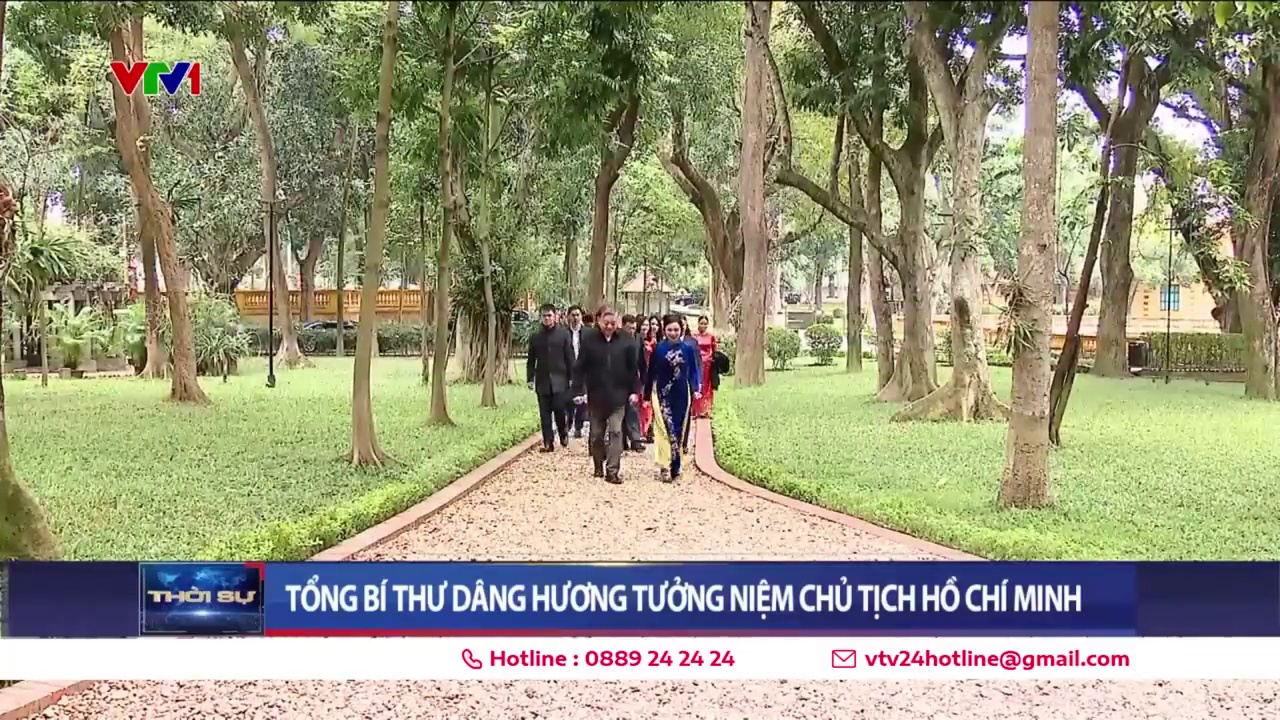 VTV1
THỜI SỰ
TỔNG BÍ THƯ DÂNG HƯƠNG TƯỞNG NIỆM CHỦ TỊCH HỒ CHÍ MINH
Hotline : 0889 24 24 24
vtv24hotline@gmail.com